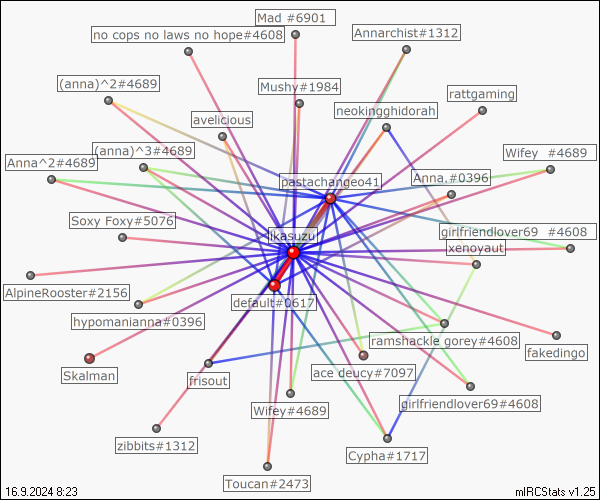 Mad #6901
no cops no laws no hope#4608
Annarchist#1312
(anna)^2#4689
Mushy#1984
rattgaming
avelicious
neokingghidorah
Anna^2#4689
(anna)^3#4689
Wifey #4689
pastachangeo41
Anna.#0396
Soxy Foxy#5076
ikasuzu
girlfriendlover69 #4608
xenoyaut
AlpineRooster#2156
default#0617
hypomanianna#0396
ramshackle gorey#4608
fakedingo
Skalman
frisout
ace deucy#7097
Wifey#4689
girlfriendlover69#4608
zibbits#1312
Cypha#1717
Toucan#2473
16.9.2024 8:23
mIRCStats v1.25